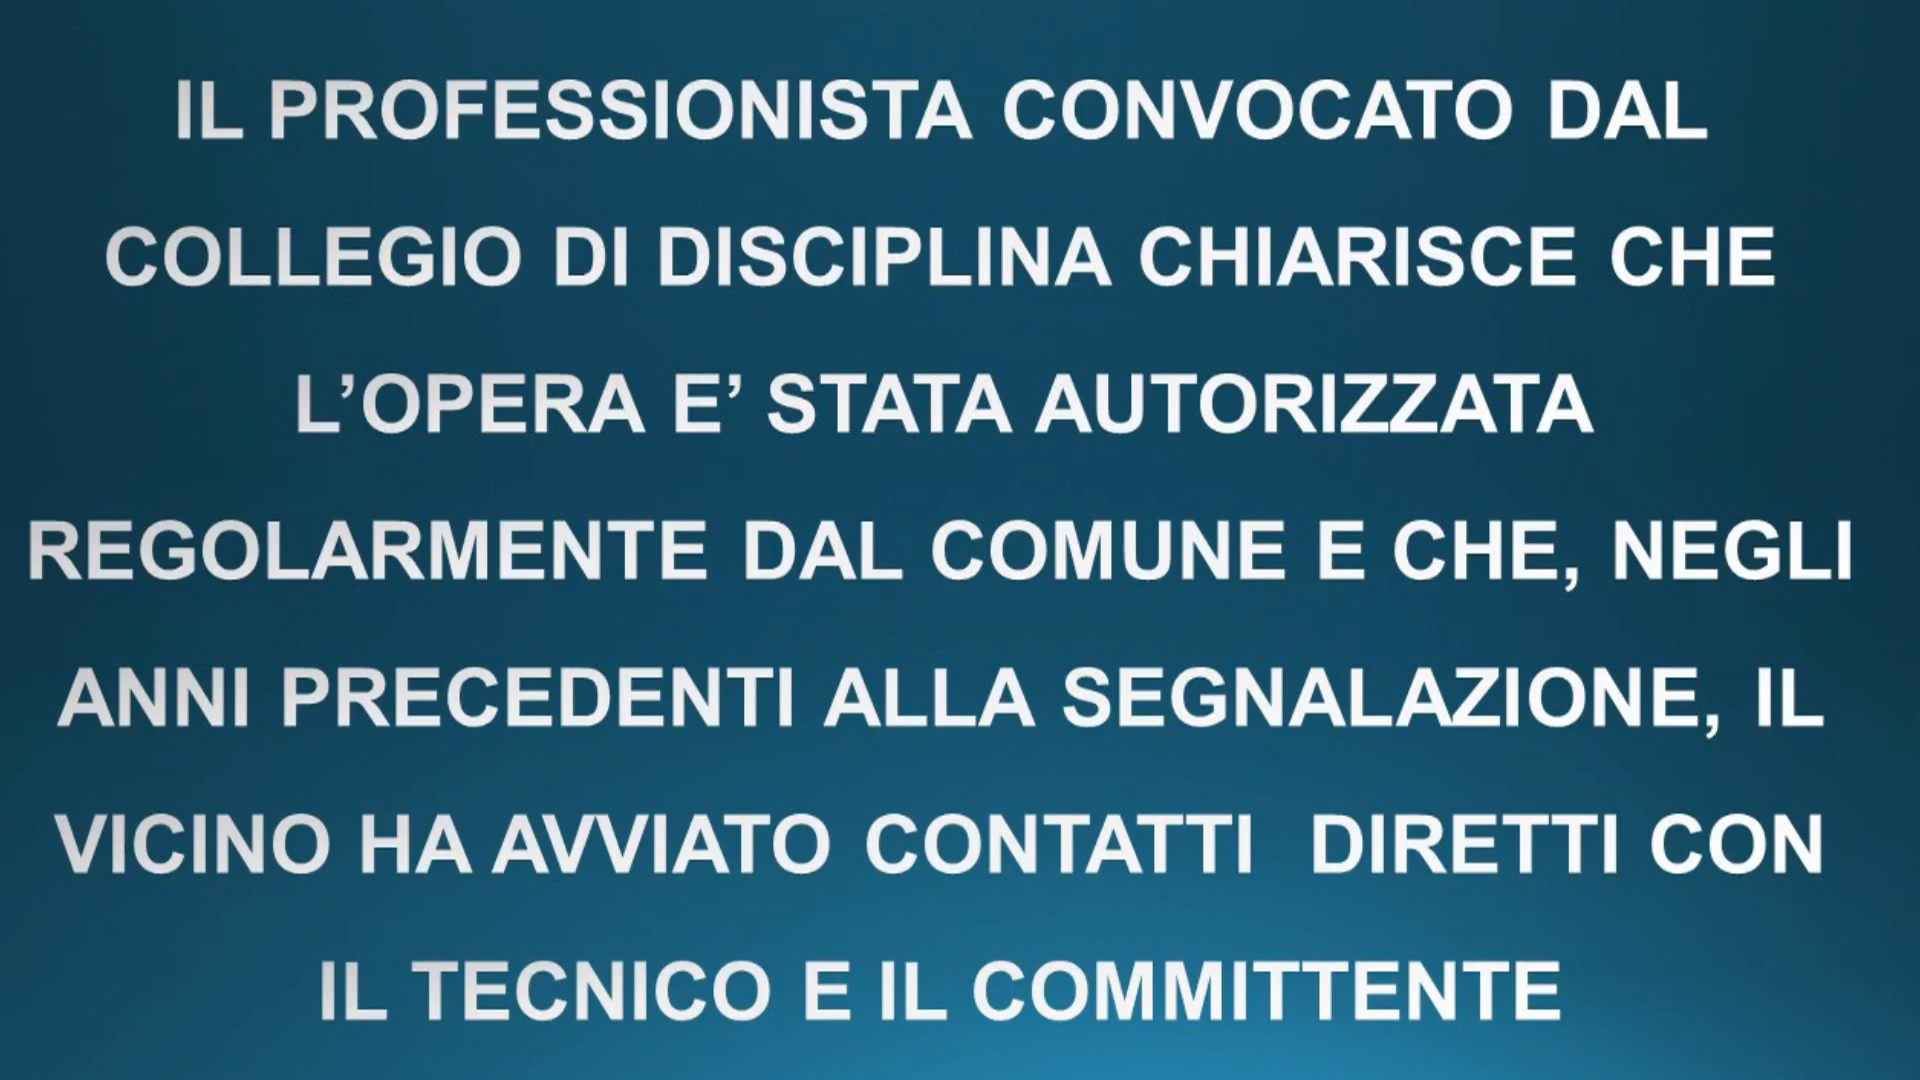 IL PROFESSIONISTA CONVOCATO DAL
COLLEGIO DI DISCIPLINA CHIARISCE CHE
L’OPERA E’ STATA AUTORIZZATA
REGOLARMENTE DAL COMUNE E CHE, NEGLI
ANNI PRECEDENTI ALLA SEGNALAZIONE, IL
VICINO HA AVVIATO CONTATTI  DIRETTI CON
IL TECNICO E IL COMMITTENTE